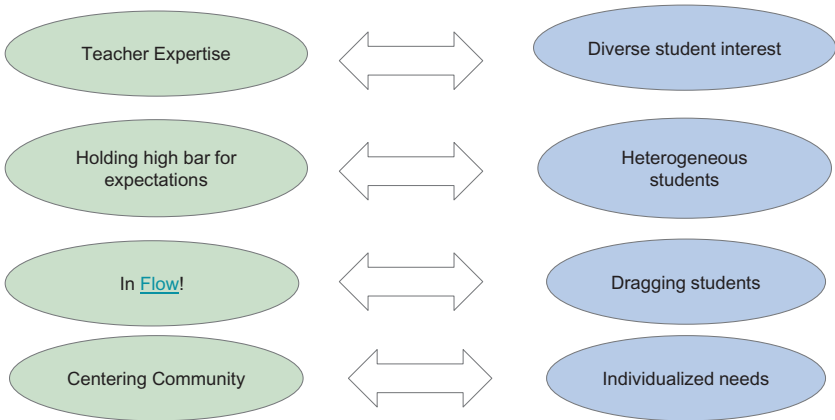 Teacher Expertise
Diverse student interest
Holding high bar for
expectations
Heterogeneous
students
In Flow!
Dragging students
Centering Community
Individualized needs